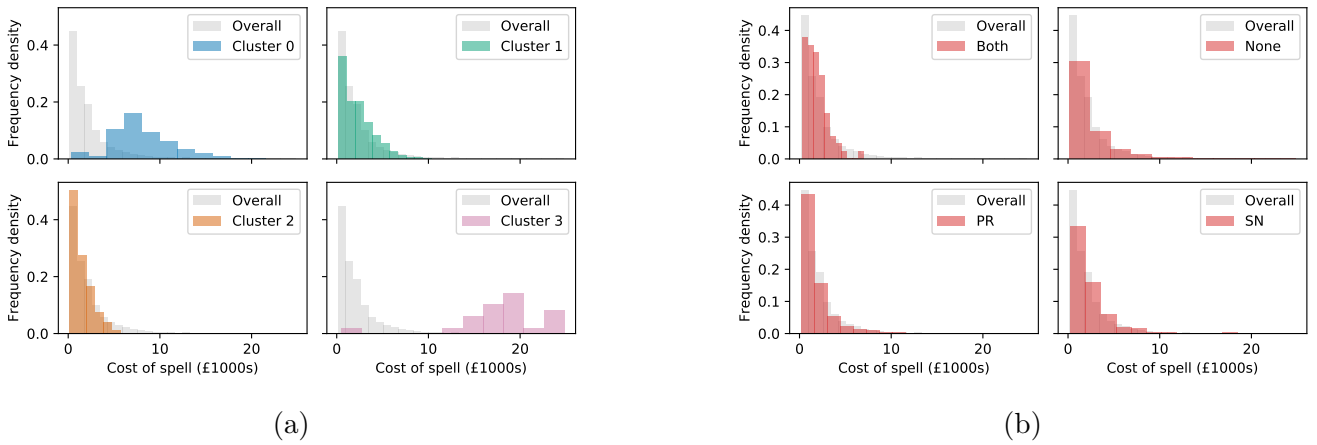 Frequency density
0.4
0.2
0.0
Overall
Cluster 0
Overall
Cluster 1
Frequency density
0.4
0.2
0.0
Overall
Cluster 2
Overall
Cluster 3
0 20
0 10 20
Cost of spell (£1000s)
Cost of spell (£1000s)
(a)
Frequency density
0.4
0.3
0.2
0.1
0.0
Overall
Both
Overall
None
Frequency density
0.4
0.3
0.2
0.1
0.0
Overall
PR
Overall
SN
0 10 20
0 10 20
Cost of spell (£1000s)
Cost of spell (£1000s)
(b)